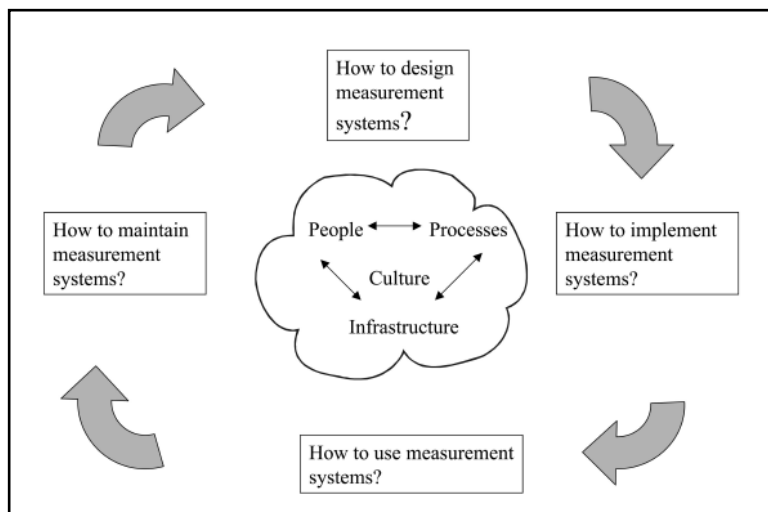 How to design
measurement
systems?
How to maintain
measurement
systems?
People
Processes
How to implement
measurement
systems?
Culture
Infrastructure
How to use measurement
systems?